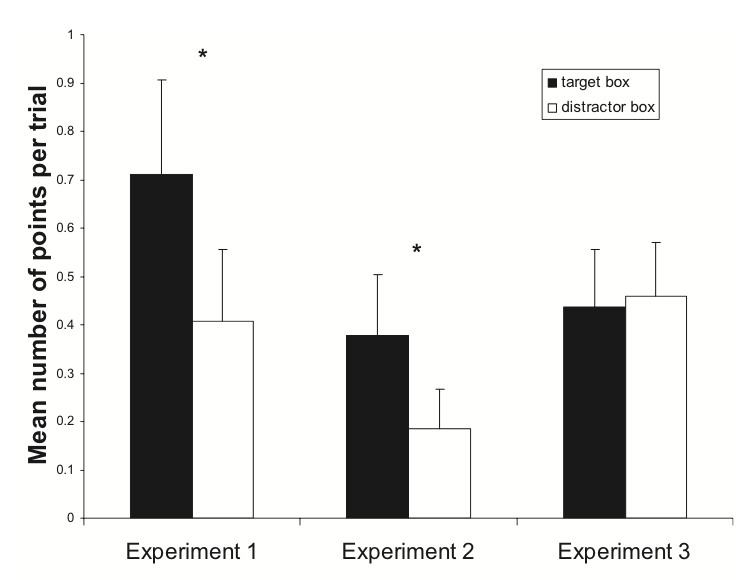 Mean number of points per trial
1
0.9
0.8
0.7
0.6
0.5
0.4
0.3
0.2
0.1
0
*
*
target box
distractor box
Experiment 1
Experiment 2
Experiment 3